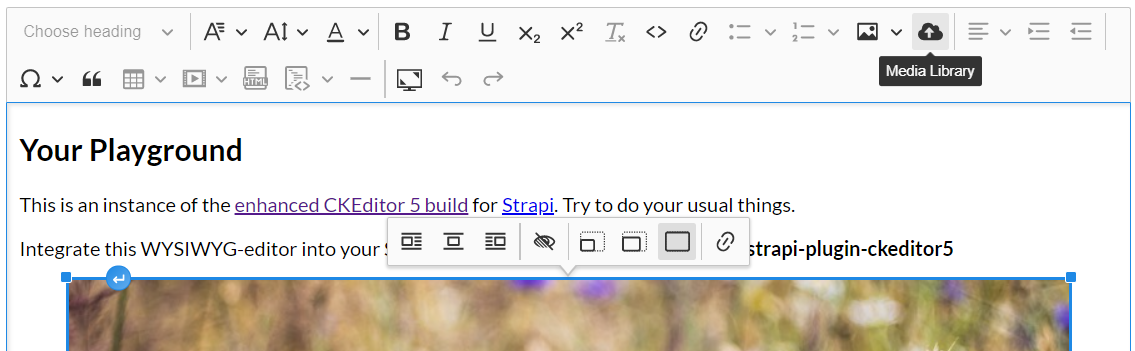 Choose heading
HTML
Media Library
Your Playground
This is an instance of the enhanced CKEditor 5 build for Strapi. Try to do your usual things.
Integrate this WYSIWYG-editor into your strapi-plugin-ckeditor5